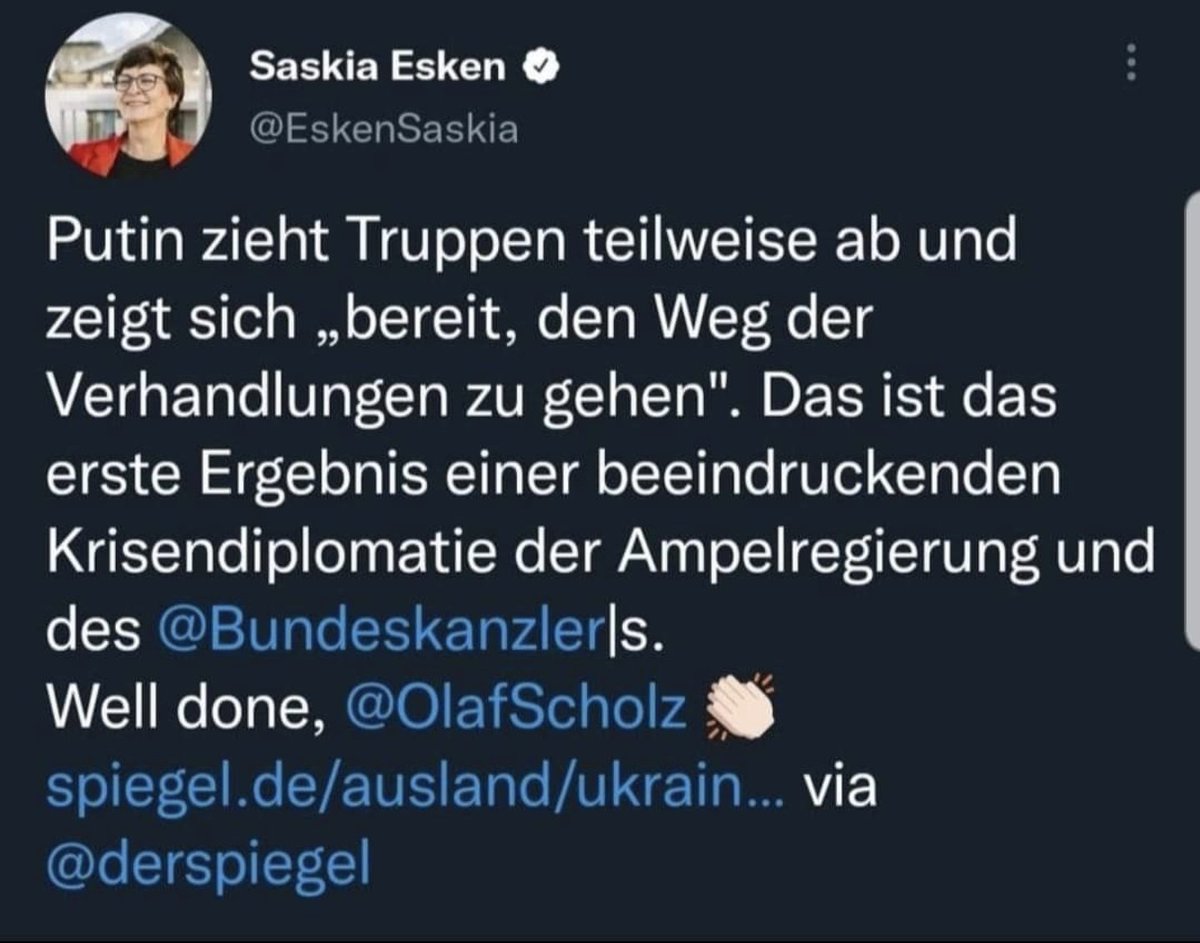 Saskia Esken
@EskenSaskia
Putin zieht Truppen teilweise ab und
zeigt sich „bereit, den Weg der
Verhandlungen zu gehen". Das ist das
erste Ergebnis einer beeindruckenden
Krisendiplomatie der Ampelregierung und
des @Bundeskanzler|s.
Well done, @OlafScholz 👏🏻
spiegel.de/ausland/ukrain... via
@derspiegel